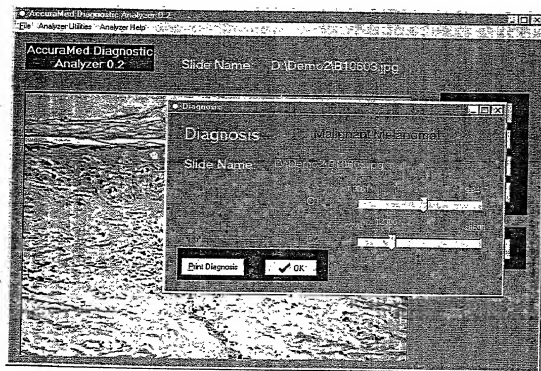 AccuraMed Diagnostic Analyzer 0.2
File Analyzer Utilities Analyzer Help
AccuraMed Diagnostic
Analyzer 0.2
Slide Name D:\Demo2\B10603.jpg
Diagnosis
Diagnosis Malignant Melanoma
Slide Name
Print Diagnosis OK